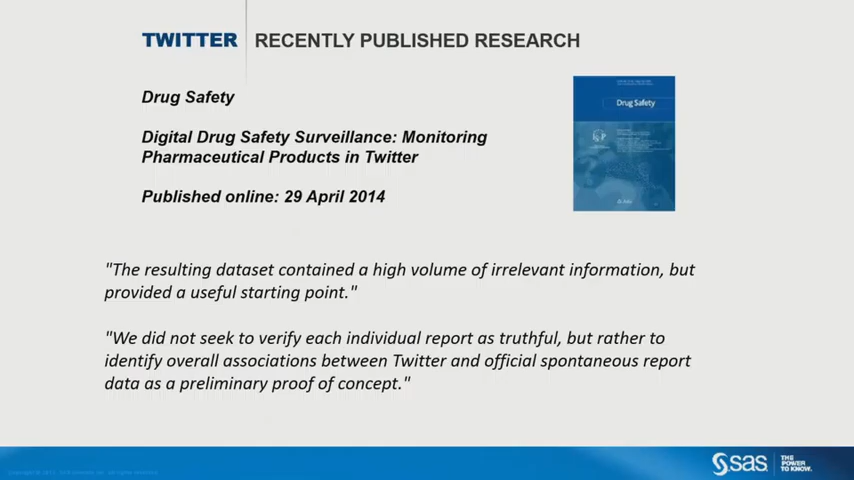 TWITTER RECENTLY PUBLISHED RESEARCH
Drug Safety
Digital Drug Safety Surveillance: Monitoring
Pharmaceutical Products in Twitter
Published online: 29 April 2014
Drug Safety
"The resulting dataset contained a high volume of irrelevant information, but
provided a useful starting point."
"We did not seek to verify each individual report as truthful, but rather to
identify overall associations between Twitter and official spontaneous report
data as a preliminary proof of concept."
sas
THE
POWER
TO KNOW.